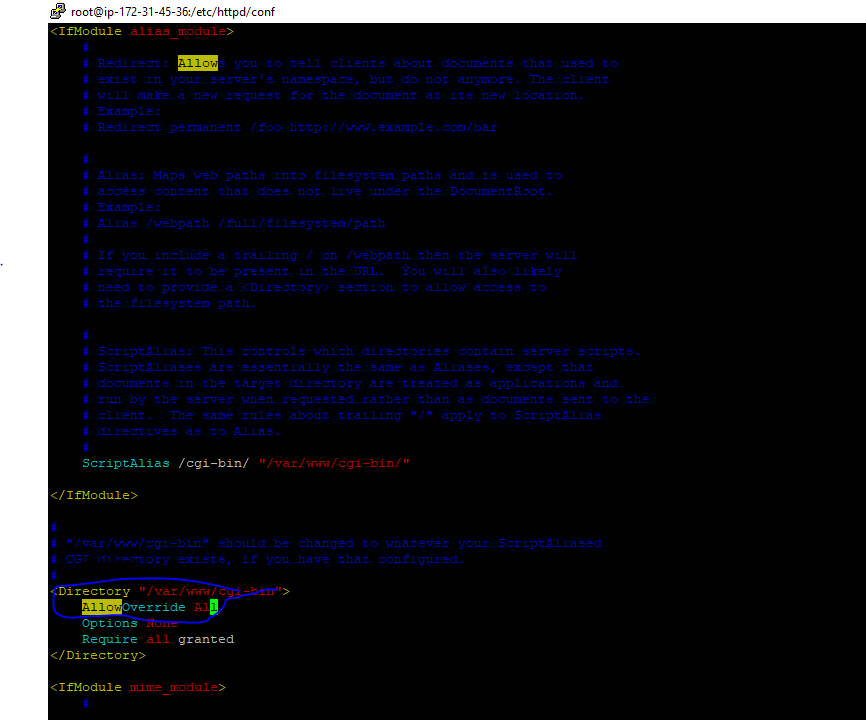 root@ip-172-31-45-36:/etc/httpd/conf
<IfModule alias_module>
#
# Redirect: Allows you to tell clients about documents that used to
# exist in your server's namespace, but do not anymore. The client
# will make a new request for the document at its new location.
# Example:
# Redirect permanent /foo http://www.example.com/bar
#
# Alias: Maps web paths into filesystem paths and is used to
# access content that does not live under the DocumentRoot.
# Example:
# Alias /webpath /full/filesystem/path
#
# If you include a trailing / on /webpath then the server will
# require it to be present in the URL.  You will also likely
# need to provide a <Directory> section to allow access to
# the filesystem path.
#
# ScriptAlias: This controls which directories contain server scripts.
# ScriptAliases are essentially the same as Aliases, except that
# documents in the target directory are treated as applications and
# run by the server when requested rather than as documents sent to the
# client.  The same rules about trailing "/" apply to ScriptAlias
# directives as to Alias.
#
ScriptAlias /cgi-bin/ "/var/www/cgi-bin/"
</IfModule>
#
# "/var/www/cgi-bin" should be changed to whatever your ScriptAliased
# CGI directory exists, if you have that configured.
#
<Directory "/var/www/cgi-bin">
AllowOverride All
Options None
Require all granted
</Directory>
<IfModule mime_module>
#